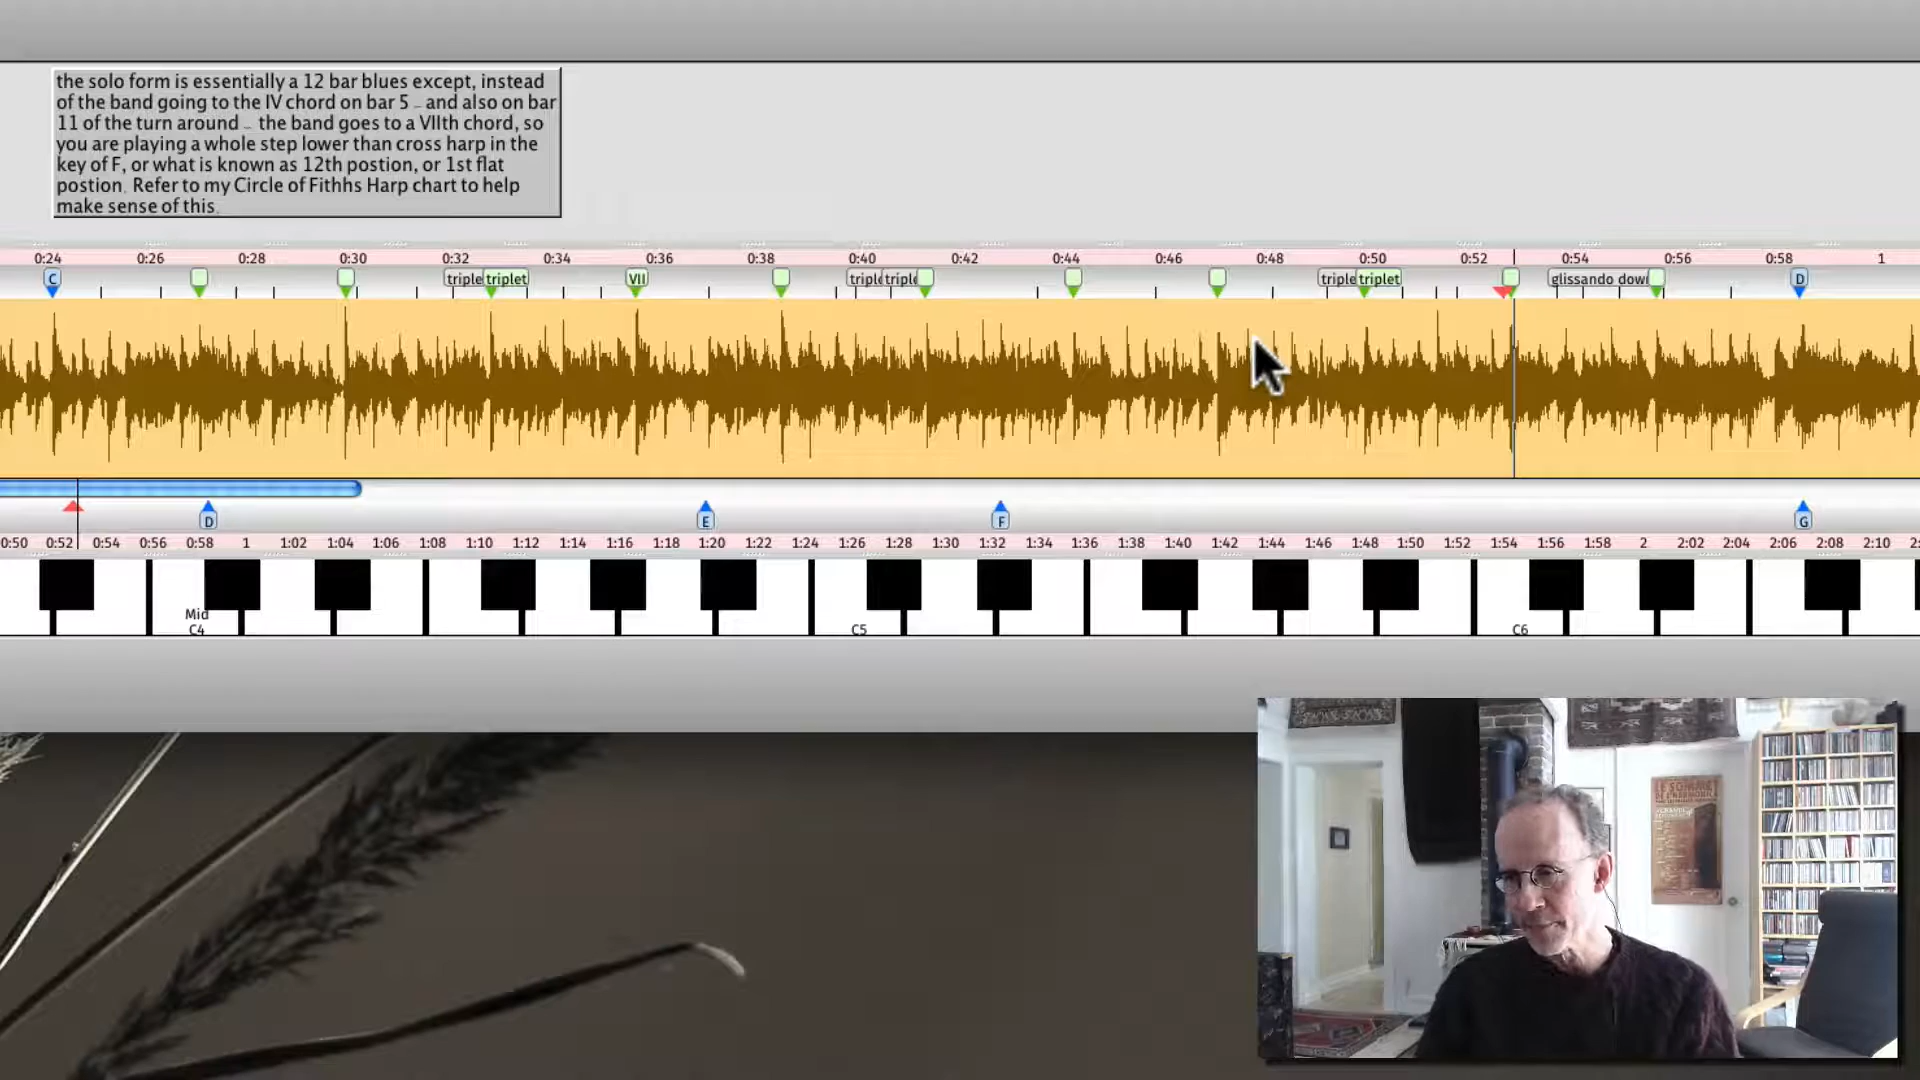 the solo form is essentially a 12 bar blues except, instead
of the band going to the IV chord on bar 5 - and also on bar
11 of the turn around - the band goes to a VIIth chord, so
you are playing a whole step lower than cross harp in the
key of F, or what is known as 12th postion, or 1st flat
postion. Refer to my Circle of Fithhs Harp chart to help
make sense of this.
0:24 0:26 0:28 0:30 0:32 0:34 0:36 0:38 0:40 0:42 0:44 0:46 0:48 0:50 0:52 0:54 0:56 0:58 1
C triple triplet VII triple triple triple triplet glissando down D
D E F G
0:50 0:52 0:54 0:56 0:58 1 1:02 1:04 1:06 1:08 1:10 1:12 1:14 1:16 1:18 1:20 1:22 1:24 1:26 1:28 1:30 1:32 1:34 1:36 1:38 1:40 1:42 1:44 1:46 1:48 1:50 1:52 1:54 1:56 1:58 2 2:02 2:04 2:06 2:08 2:10
Mid
C4 C5 C6
LE SOMMET